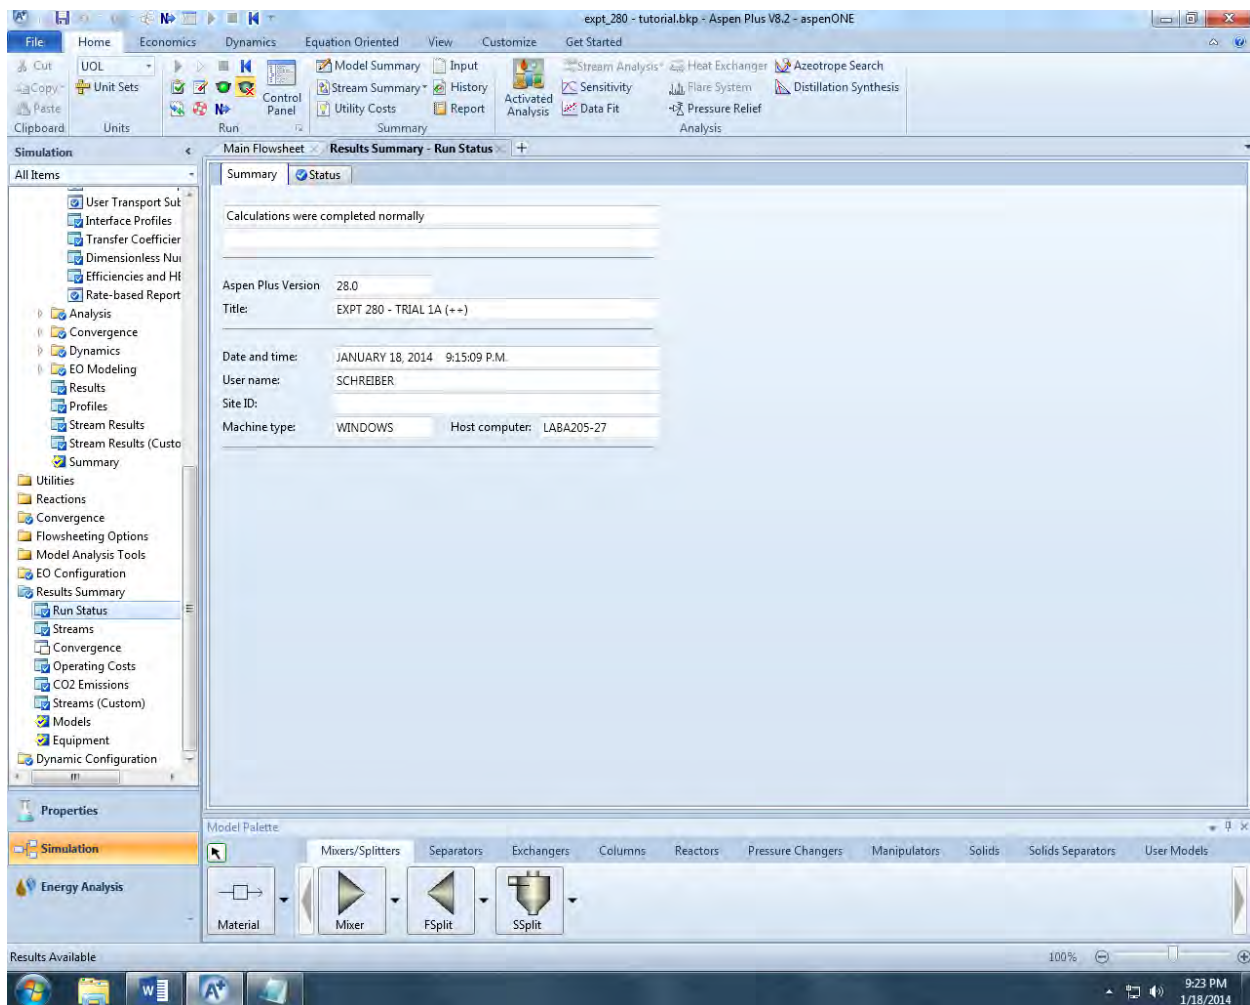 expt_280 - tutorial.bkp - Aspen Plus V8.2 - aspenONE
File Home Economics Dynamics Equation Oriented View Customize Get Started
Cut UOL Model Summary Input Stream Analysis Heat Exchanger Azeotrope Search
Copy Unit Sets Stream Summary History Sensitivity Flare System Distillation Synthesis
Paste Control Panel Utility Costs Report Activated Analysis Data Fit Pressure Relief
Clipboard Units Run Summary Analysis
Simulation
All Items
User Transport Sub
Interface Profiles
Transfer Coefficier
Dimensionless Nur
Efficiencies and HE
Rate-based Report
Analysis
Convergence
Dynamics
EO Modeling
Results
Profiles
Stream Results
Stream Results (Custo
Summary
Utilities
Reactions
Convergence
Flowsheeting Options
Model Analysis Tools
EO Configuration
Results Summary
Run Status
Streams
Convergence
Operating Costs
CO2 Emissions
Streams (Custom)
Models
Equipment
Dynamic Configuration
Properties
Simulation
Energy Analysis
Main Flowsheet Results Summary - Run Status +
Summary Status
Calculations were completed normally
Aspen Plus Version 28.0
Title: EXPT 280 - TRIAL 1A (++)
Date and time: JANUARY 18, 2014 9:15:09 P.M.
User name: SCHREIBER
Site ID:
Machine type: WINDOWS Host computer: LABA205-27
Model Palette
Mixers/Splitters Separators Exchangers Columns Reactors Pressure Changers Manipulators Solids Solids Separators User Models
Material Mixer FSplit SSplit
Results Available 100%
9:23 PM
1/18/2014